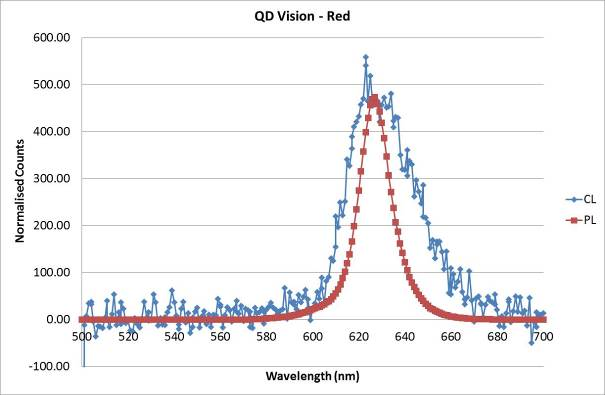 QD Vision - Red
600.00
500.00
400.00
300.00
200.00
100.00
0.00
-100.00
500 520 540 560 580 600 620 640 660 680 700
Normalised Counts
Wavelength (nm)
CL
PL